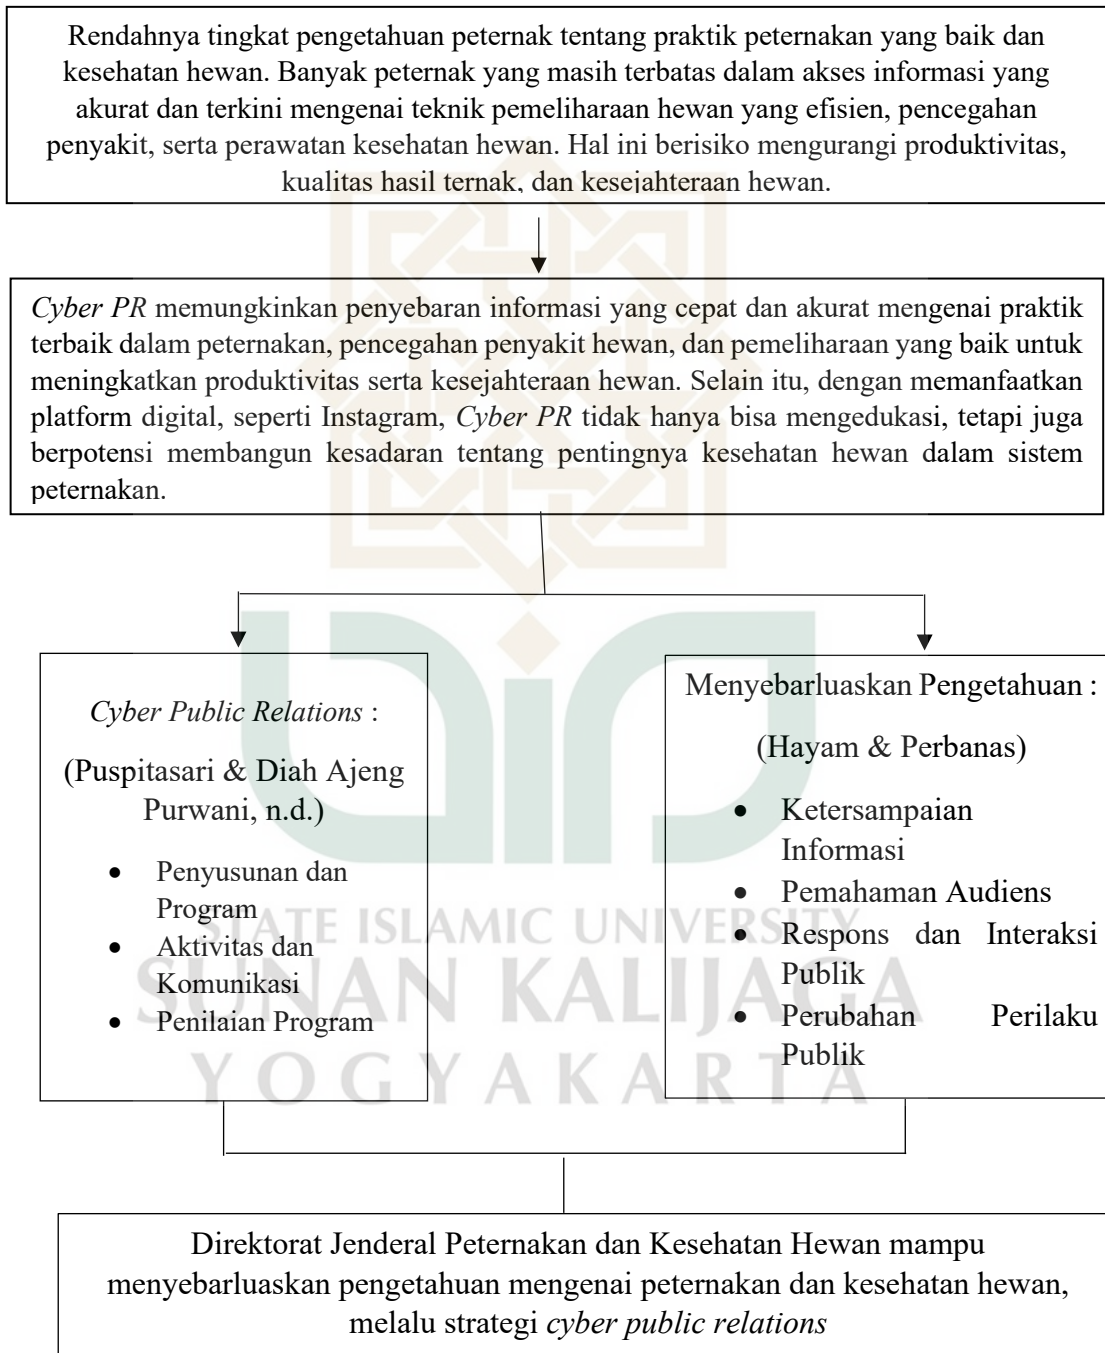 Rendahnya tingkat pengetahuan peternak tentang praktik peternakan yang baik dan
kesehatan hewan. Banyak peternak yang masih terbatas dalam akses informasi yang
akurat dan terkini mengenai teknik pemeliharaan hewan yang efisien, pencegahan
penyakit, serta perawatan kesehatan hewan. Hal ini berisiko mengurangi produktivitas,
kualitas hasil ternak, dan kesejahteraan hewan.
Cyber PR memungkinkan penyebaran informasi yang cepat dan akurat mengenai praktik
terbaik dalam peternakan, pencegahan penyakit hewan, dan pemeliharaan yang baik untuk
meningkatkan produktivitas serta kesejahteraan hewan. Selain itu, dengan memanfaatkan
platform digital, seperti Instagram, Cyber PR tidak hanya bisa mengedukasi, tetapi juga
berpotensi membangun kesadaran tentang pentingnya kesehatan hewan dalam sistem
peternakan.
Cyber Public Relations :
(Puspitasari & Diah Ajeng
Purwani, n.d.)
• Penyusunan dan
Program
• Aktivitas dan
Komunikasi
• Penilaian Program
Menyebarluaskan Pengetahuan :
(Hayam & Perbanas)
• Ketersampaian
Informasi
• Pemahaman Audiens
• Respons dan Interaksi
Publik
• Perubahan Perilaku
Publik
STATE ISLAMIC UNIVERSITY
SUNAN KALIJAGA
YOGYAKARTA
Direktorat Jenderal Peternakan dan Kesehatan Hewan mampu
menyebarluaskan pengetahuan mengenai peternakan dan kesehatan hewan,
melalu strategi cyber public relations